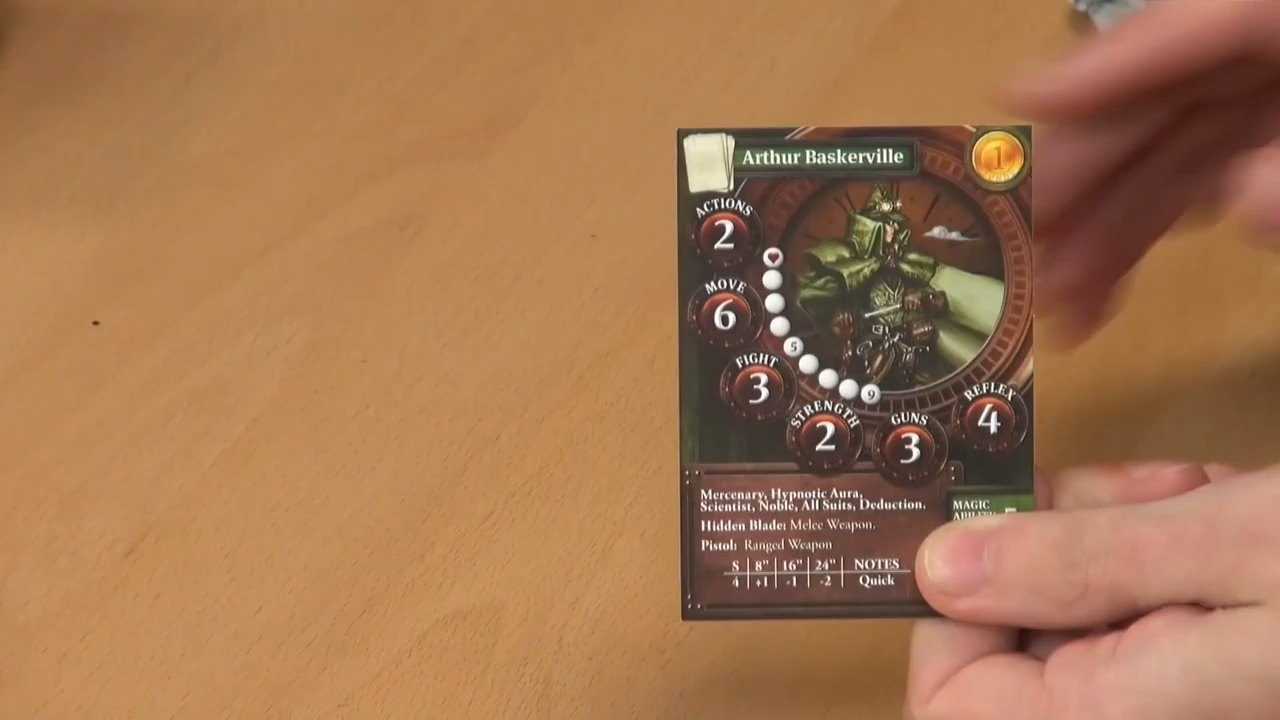 Arthur Baskerville
1
ACTIONS
2
MOVE
6
5
FIGHT
3
9
STRENGTH
2
GUNS
3
REFLEX
4
Mercenary, Hypnotic Aura,
Scientist, Noble, All Suits, Deduction.
Hidden Blade: Melee Weapon.
Pistol: Ranged Weapon
S 8" 16" 24" NOTES
4 +1 -1 -2 Quick
MAGIC